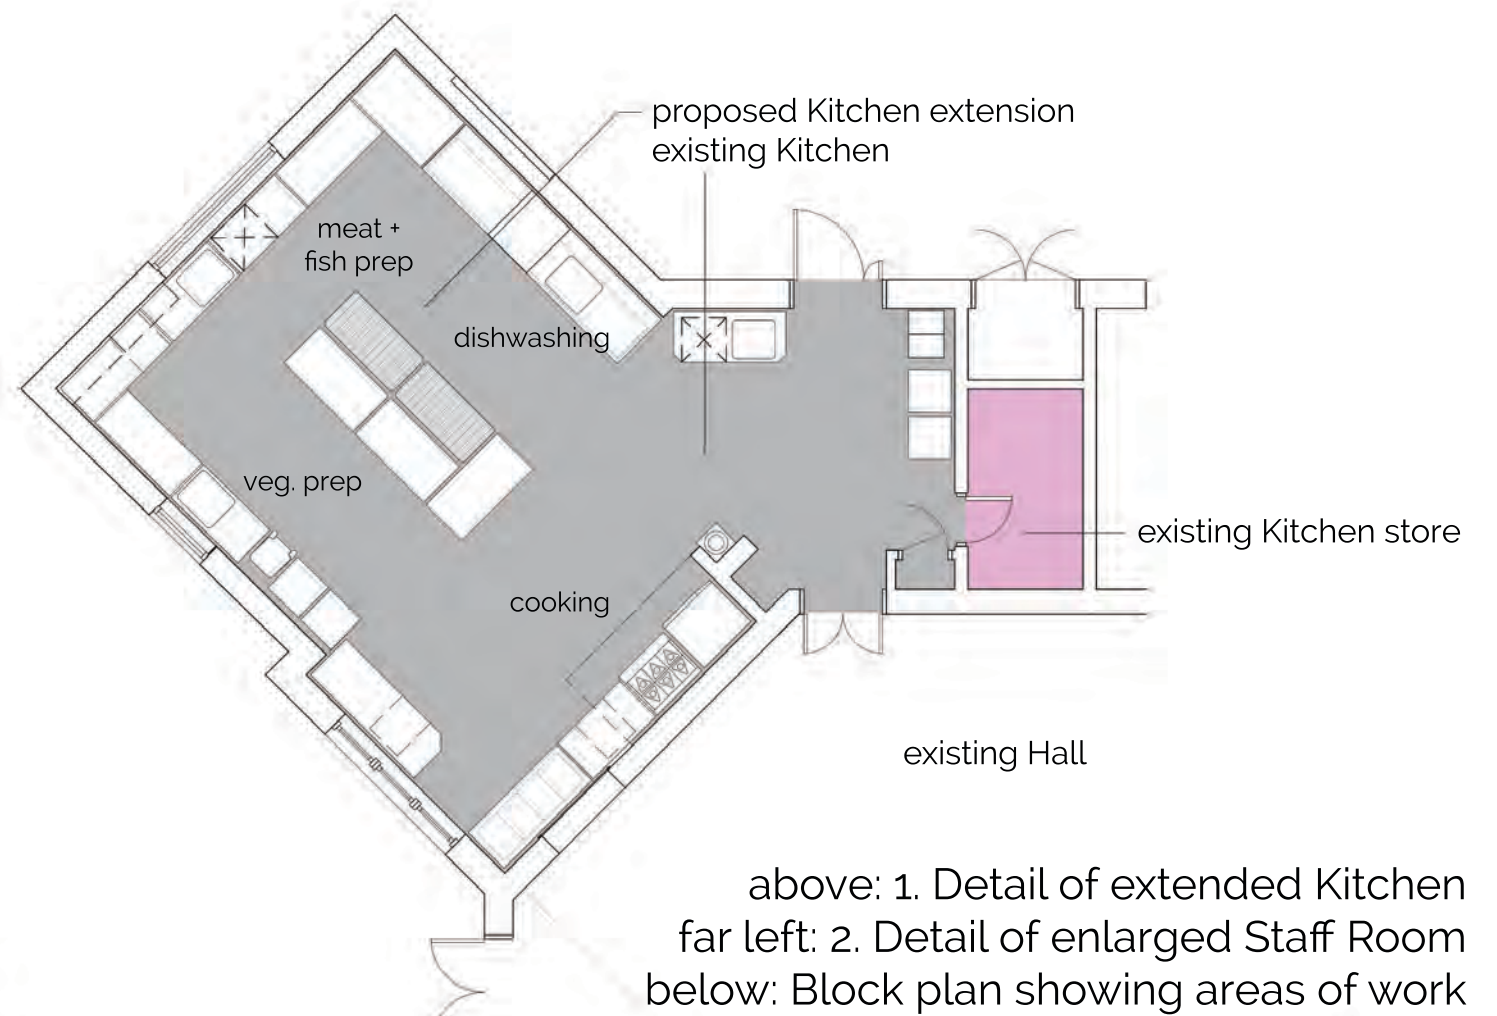 proposed Kitchen extension
existing Kitchen
meat +
fish prep
dishwashing
veg. prep
existing Kitchen store
cooking
existing Hall
above: 1. Detail of extended Kitchen
far left: 2. Detail of enlarged Staff Room
below: Block plan showing areas of work